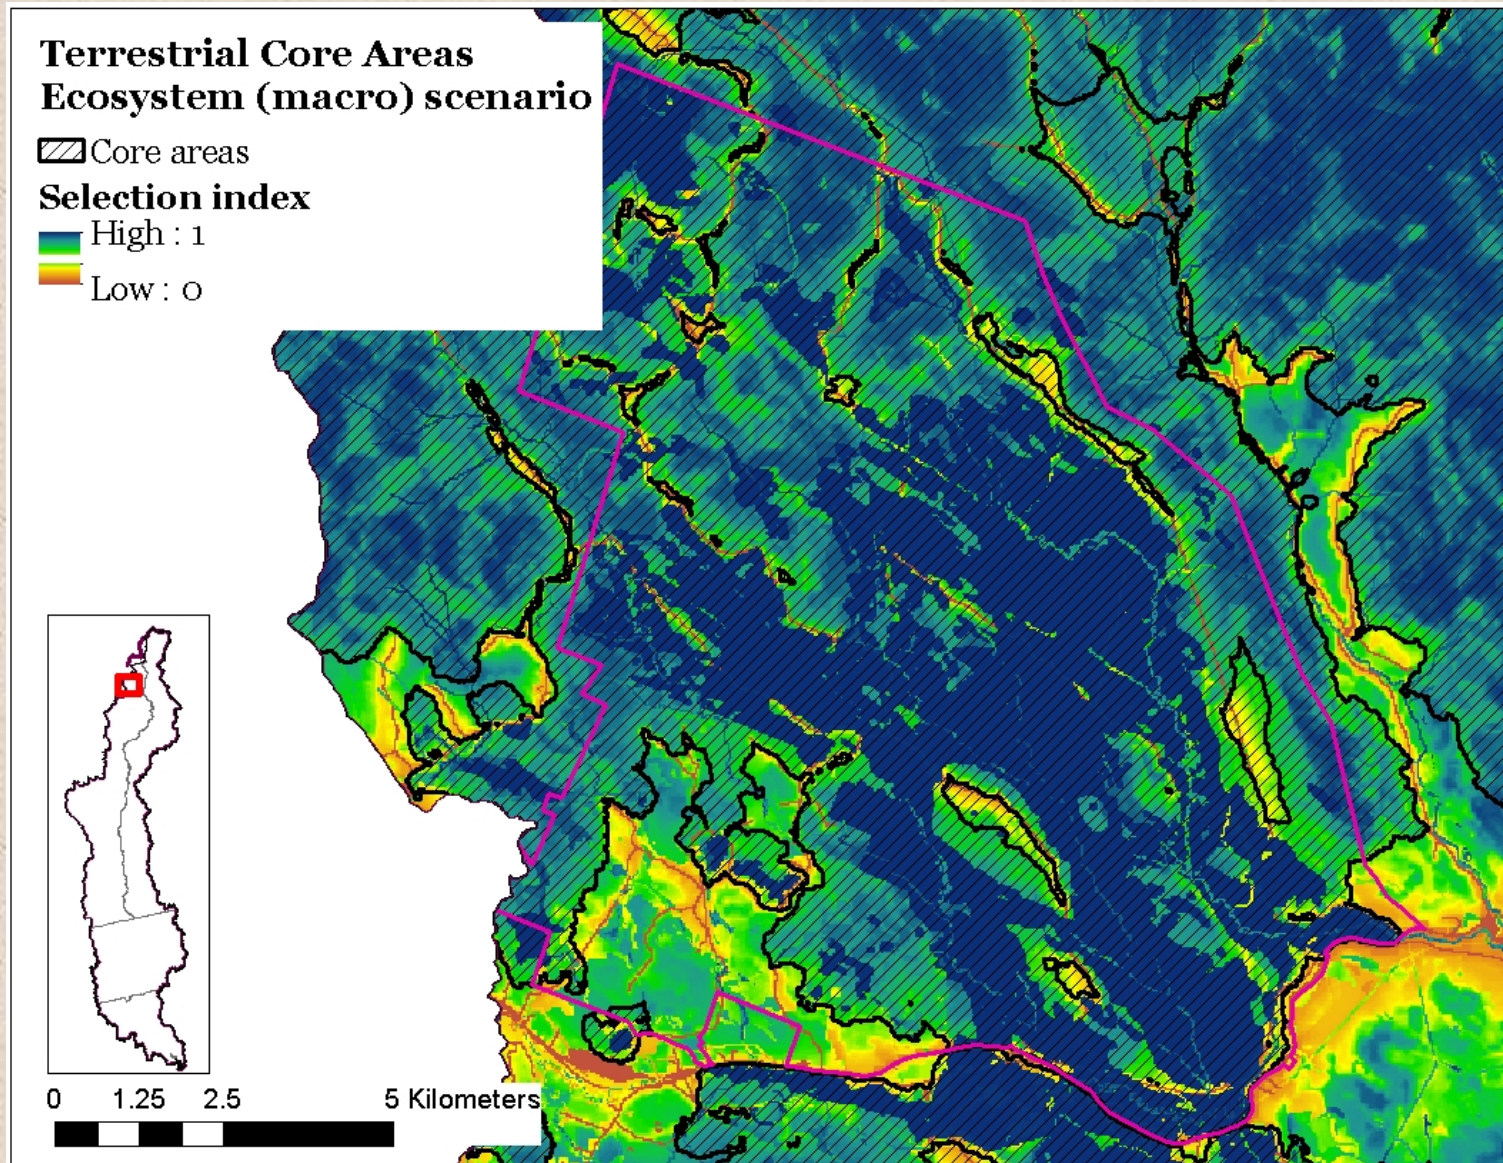 Terrestrial Core Areas
Ecosystem (macro) scenario
Core areas
Selection index
High : 1
Low : 0
0 1.25 2.5 5 Kilometers